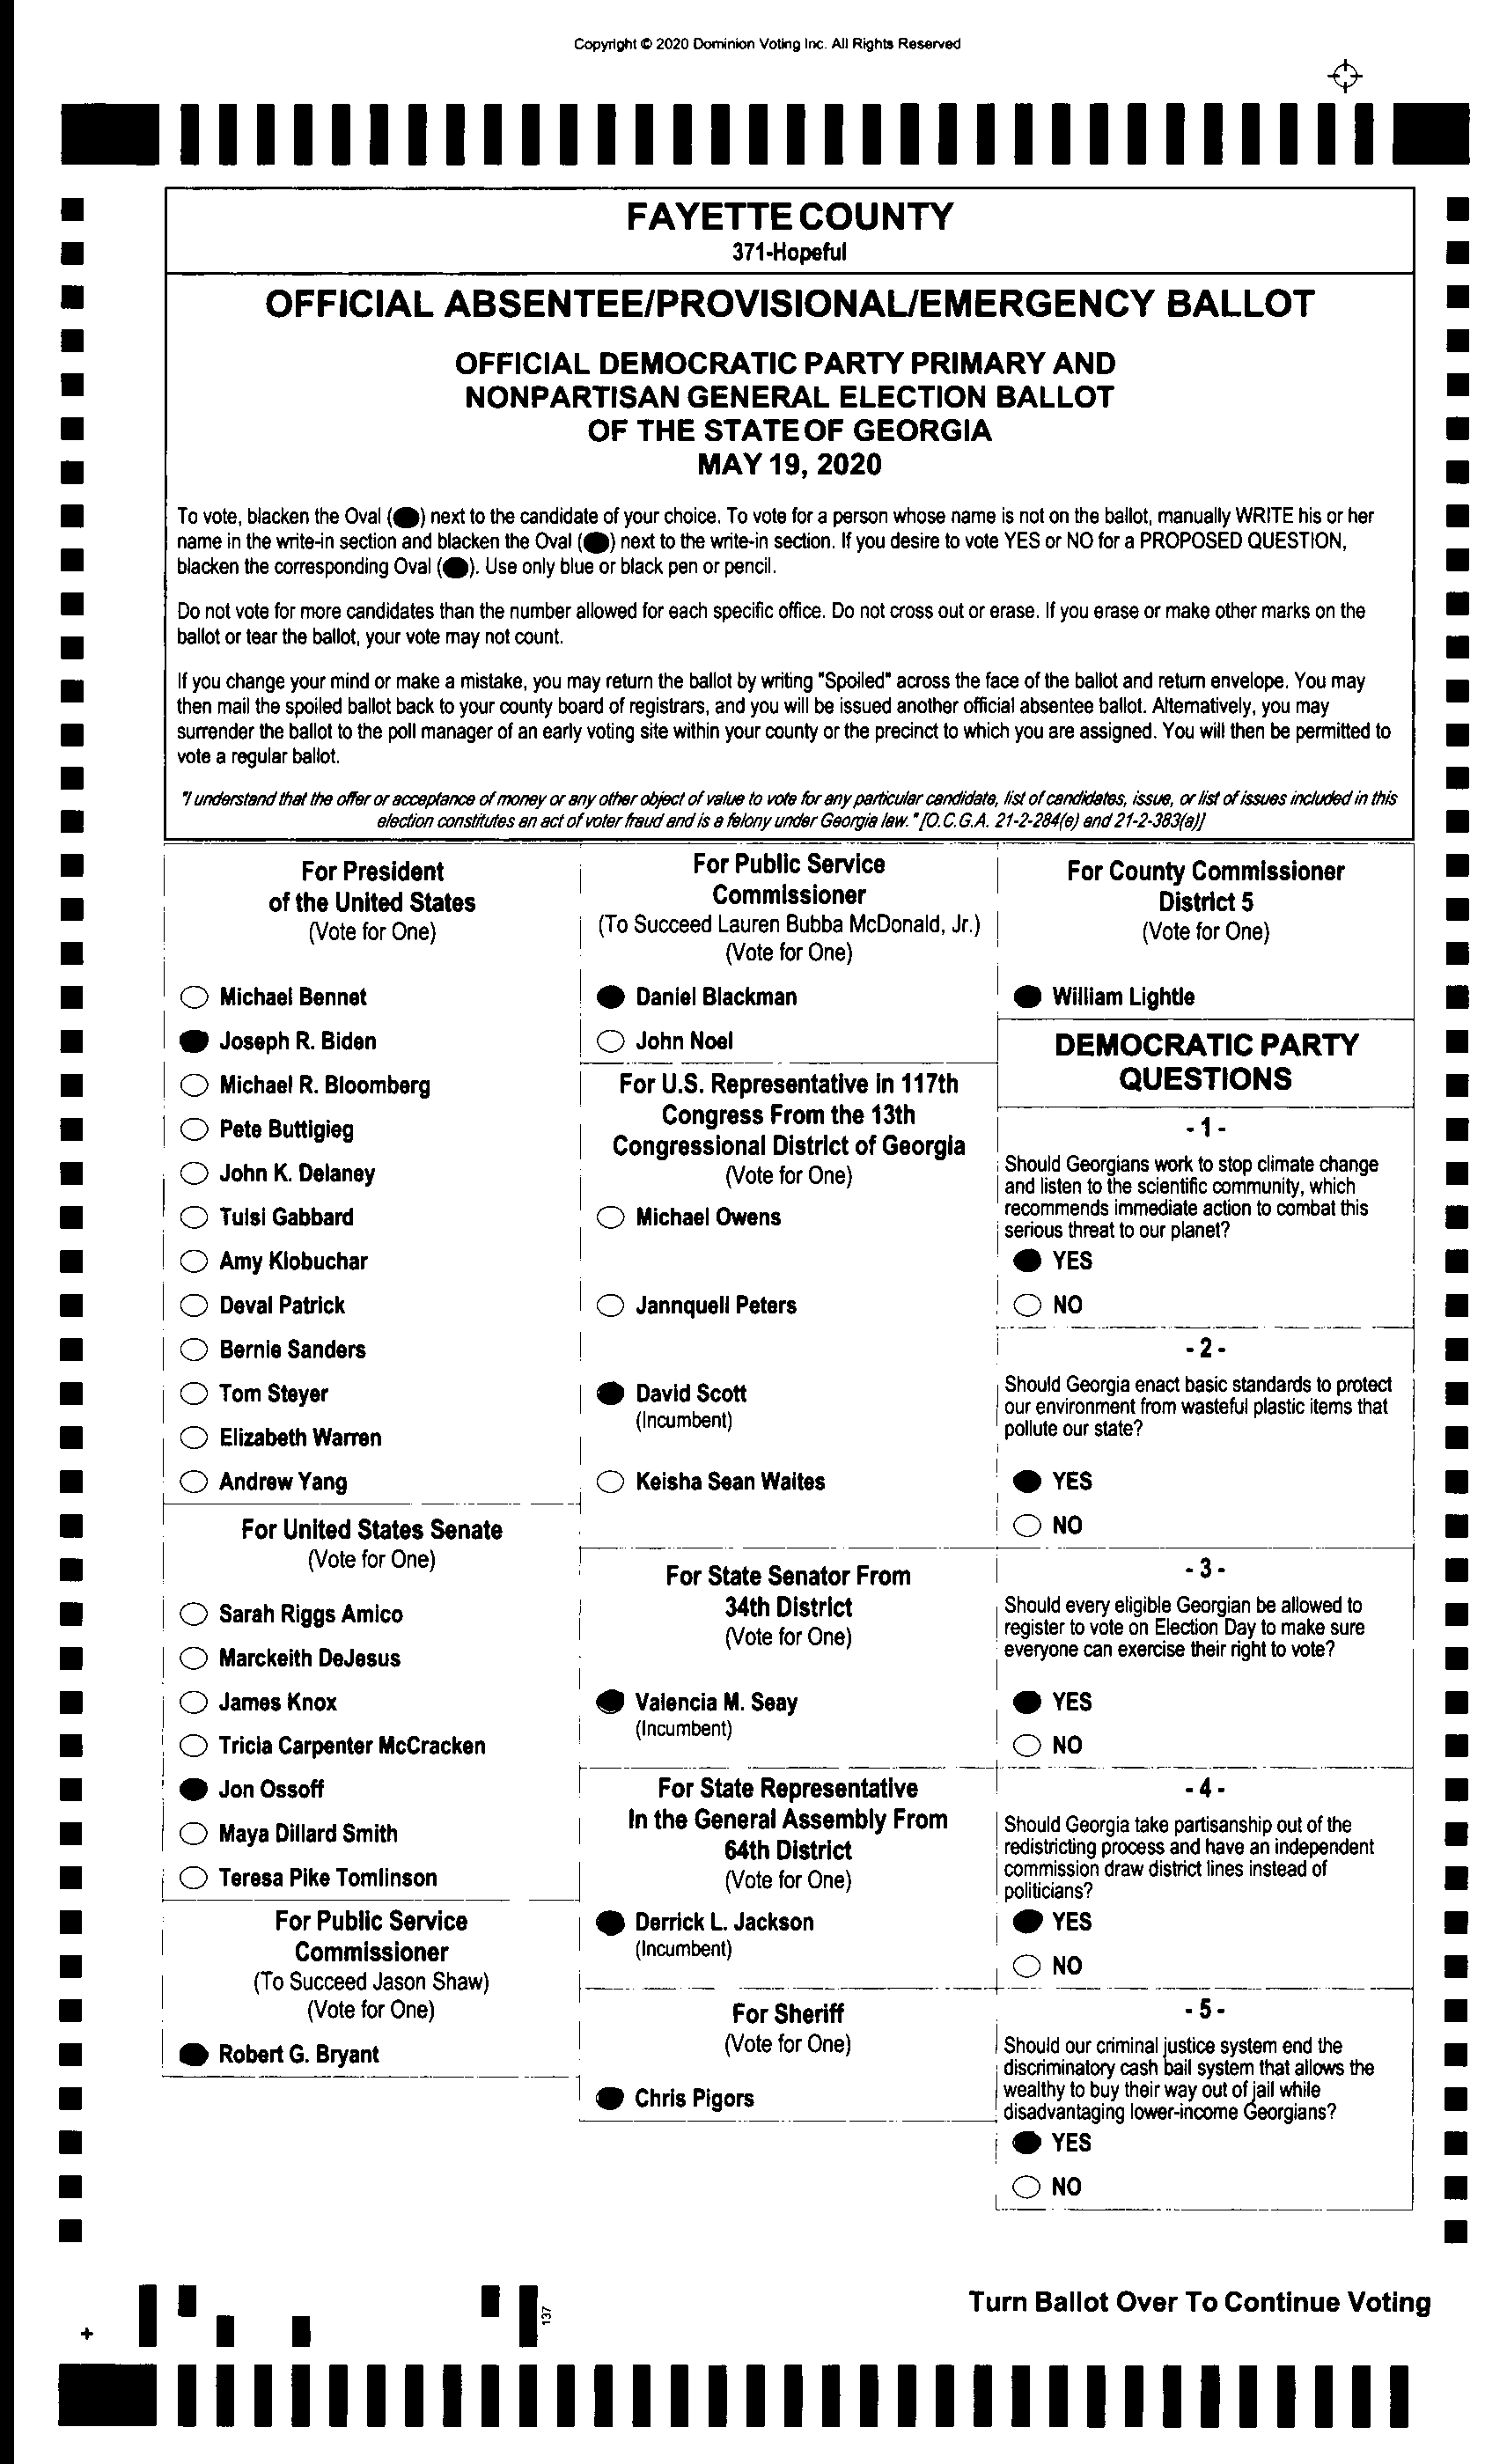 Copyright © 2020 Dominion Voting Inc. All Rights Reserved
FAYETTE COUNTY
371-Hopeful
OFFICIAL ABSENTEE/PROVISIONAL/EMERGENCY BALLOT
OFFICIAL DEMOCRATIC PARTY PRIMARY AND
NONPARTISAN GENERAL ELECTION BALLOT
OF THE STATE OF GEORGIA
MAY 19, 2020
To vote, blacken the Oval ( ) next to the candidate of your choice. To vote for a person whose name is not on the ballot, manually WRITE his or her
name in the write-in section and blacken the Oval ( ) next to the write-in section. If you desire to vote YES or NO for a PROPOSED QUESTION,
blacken the corresponding Oval ( ). Use only blue or black pen or pencil.
Do not vote for more candidates than the number allowed for each specific office. Do not cross out or erase. If you erase or make other marks on the
ballot or tear the ballot, your vote may not count.
If you change your mind or make a mistake, you may return the ballot by writing "Spoiled" across the face of the ballot and return envelope. You may
then mail the spoiled ballot back to your county board of registrars, and you will be issued another official absentee ballot. Alternatively, you may
surrender the ballot to the poll manager of an early voting site within your county or the precinct to which you are assigned. You will then be permitted to
vote a regular ballot.
"I understand that the offer or acceptance of money or any other object of value to vote for any particular candidate, list of candidates, issue, or list of issues included in this
election constitutes an act of voter fraud and is a felony under Georgia law." [O.C.G.A. 21-2-284(e) and 21-2-383(a)]
For President
of the United States
(Vote for One)
Michael Bennet
Joseph R. Biden
Michael R. Bloomberg
Pete Buttigieg
John K. Delaney
Tulsi Gabbard
Amy Klobuchar
Deval Patrick
Bernie Sanders
Tom Steyer
Elizabeth Warren
Andrew Yang
For United States Senate
(Vote for One)
Sarah Riggs Amico
Marckeith DeJesus
James Knox
Tricia Carpenter McCracken
Jon Ossoff
Maya Dillard Smith
Teresa Pike Tomlinson
For Public Service
Commissioner
(To Succeed Jason Shaw)
(Vote for One)
Robert G. Bryant
For Public Service
Commissioner
(To Succeed Lauren Bubba McDonald, Jr.)
(Vote for One)
Daniel Blackman
John Noel
For U.S. Representative in 117th
Congress From the 13th
Congressional District of Georgia
(Vote for One)
Michael Owens
Jannquell Peters
David Scott
(Incumbent)
Keisha Sean Waites
For State Senator From
34th District
(Vote for One)
Valencia M. Seay
(Incumbent)
For State Representative
In the General Assembly From
64th District
(Vote for One)
Derrick L. Jackson
(Incumbent)
For Sheriff
(Vote for One)
Chris Pigors
For County Commissioner
District 5
(Vote for One)
William Lightle
DEMOCRATIC PARTY
QUESTIONS
- 1 -
Should Georgians work to stop climate change
and listen to the scientific community, which
recommends immediate action to combat this
serious threat to our planet?
YES
NO
- 2 -
Should Georgia enact basic standards to protect
our environment from wasteful plastic items that
pollute our state?
YES
NO
- 3 -
Should every eligible Georgian be allowed to
register to vote on Election Day to make sure
everyone can exercise their right to vote?
YES
NO
- 4 -
Should Georgia take partisanship out of the
redistricting process and have an independent
commission draw district lines instead of
politicians?
YES
NO
- 5 -
Should our criminal justice system end the
discriminatory cash bail system that allows the
wealthy to buy their way out of jail while
disadvantaging lower-income Georgians?
YES
NO
137
Turn Ballot Over To Continue Voting